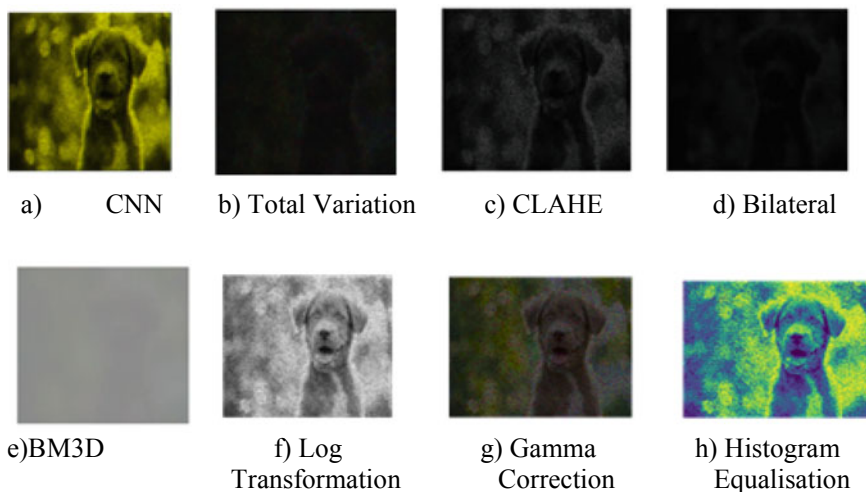 a) CNN b) Total Variation c) CLAHE d) Bilateral
e)BM3D f) Log Transformation g) Gamma Correction h) Histogram Equalisation